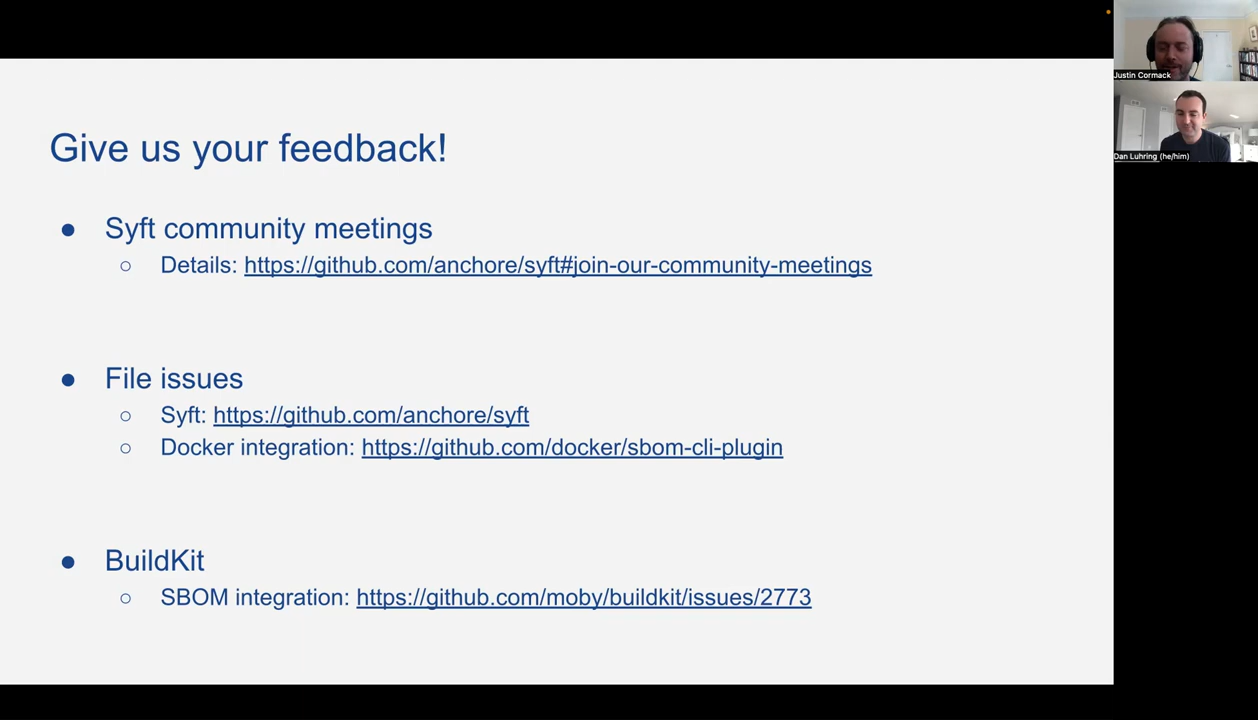 Give us your feedback!
● Syft community meetings
○ Details: https://github.com/anchore/syft#join-our-community-meetings
● File issues
○ Syft: https://github.com/anchore/syft
○ Docker integration: https://github.com/docker/sbom-cli-plugin
● BuildKit
○ SBOM integration: https://github.com/moby/buildkit/issues/2773
Justin Cormack
Dan Luhring (he/him)